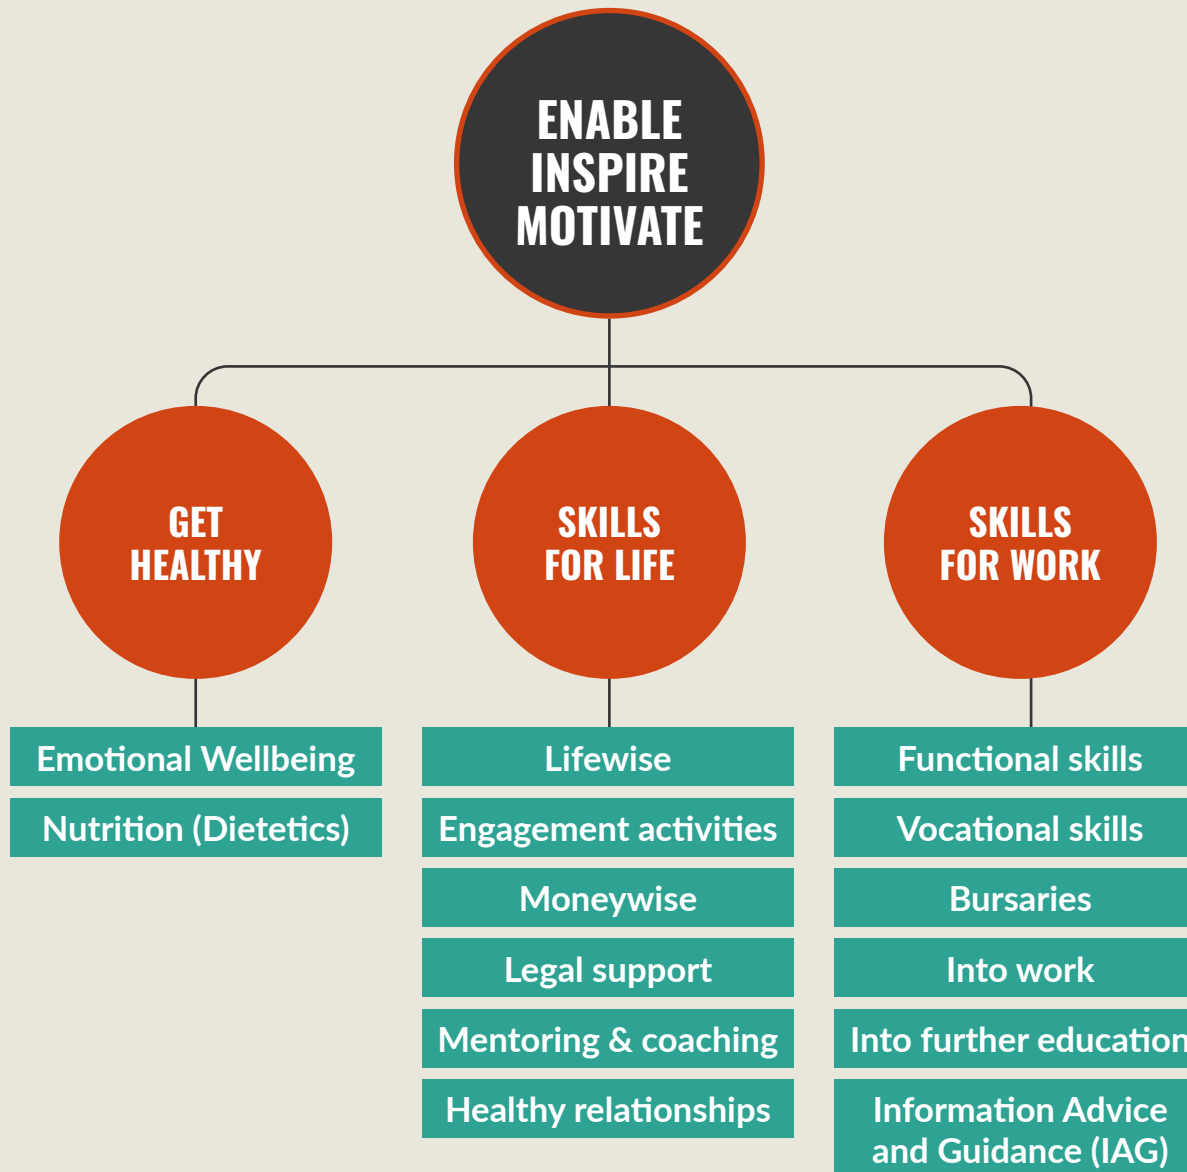 ENABLE
INSPIRE
MOTIVATE
GET
HEALTHY
SKILLS
FOR LIFE
SKILLS
FOR WORK
Emotional Wellbeing
Nutrition (Dietetics)
Lifewise
Engagement activities
Moneywise
Legal support
Mentoring & coaching
Healthy relationships
Functional skills
Vocational skills
Bursaries
Into work
Into further education
Information Advice
and Guidance (IAG)